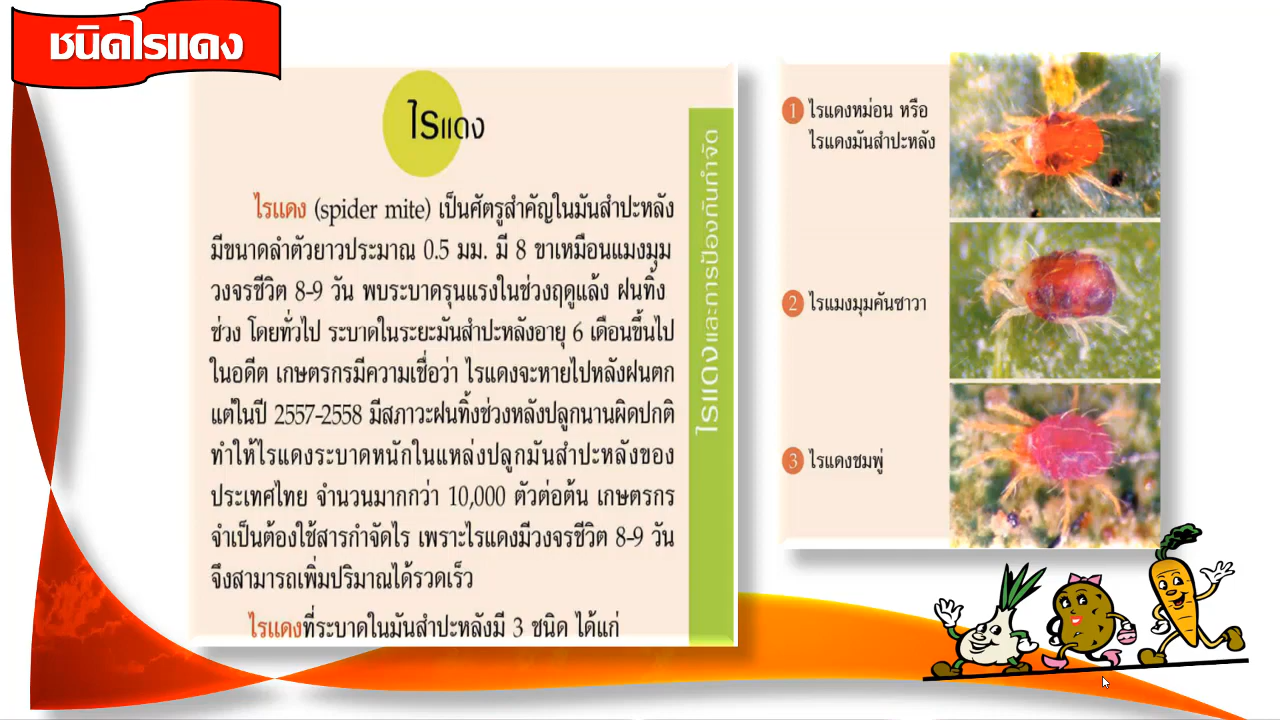 ชนิดไรแดง
ไรแดง
ไรแดง (spider mite) เป็นศัตรูสำคัญในมันสำปะหลัง
มีขนาดลำตัวยาวประมาณ 0.5 มม. มี 8 ขาเหมือนแมงมุม
วงจรชีวิต 8-9 วัน พบระบาดรุนแรงในช่วงฤดูแล้ง ฝนทิ้ง
ช่วง โดยทั่วไป ระบาดในระยะมันสำปะหลังอายุ 6 เดือนขึ้นไป
ในอดีต เกษตรกรมีความเชื่อว่า ไรแดงจะหายไปหลังฝนตก
แต่ในปี 2557-2558 มีสภาวะฝนทิ้งช่วงหลังปลูกนานผิดปกติ
ทำให้ไรแดงระบาดหนักในแหล่งปลูกมันสำปะหลังของ
ประเทศไทย จำนวนมากกว่า 10,000 ตัวต่อต้น เกษตรกร
จำเป็นต้องใช้สารกำจัดไร เพราะไรแดงมีวงจรชีวิต 8-9 วัน
จึงสามารถเพิ่มปริมาณได้รวดเร็ว
ไรแดงที่ระบาดในมันสำปะหลังมี 3 ชนิด ได้แก่
ไรแดงและการป้องกันกำจัด
1 ไรแดงหม่อน หรือ
ไรแดงมันสำปะหลัง
2 ไรแมงมุมคันซาวา
3 ไรแดงชมพู่